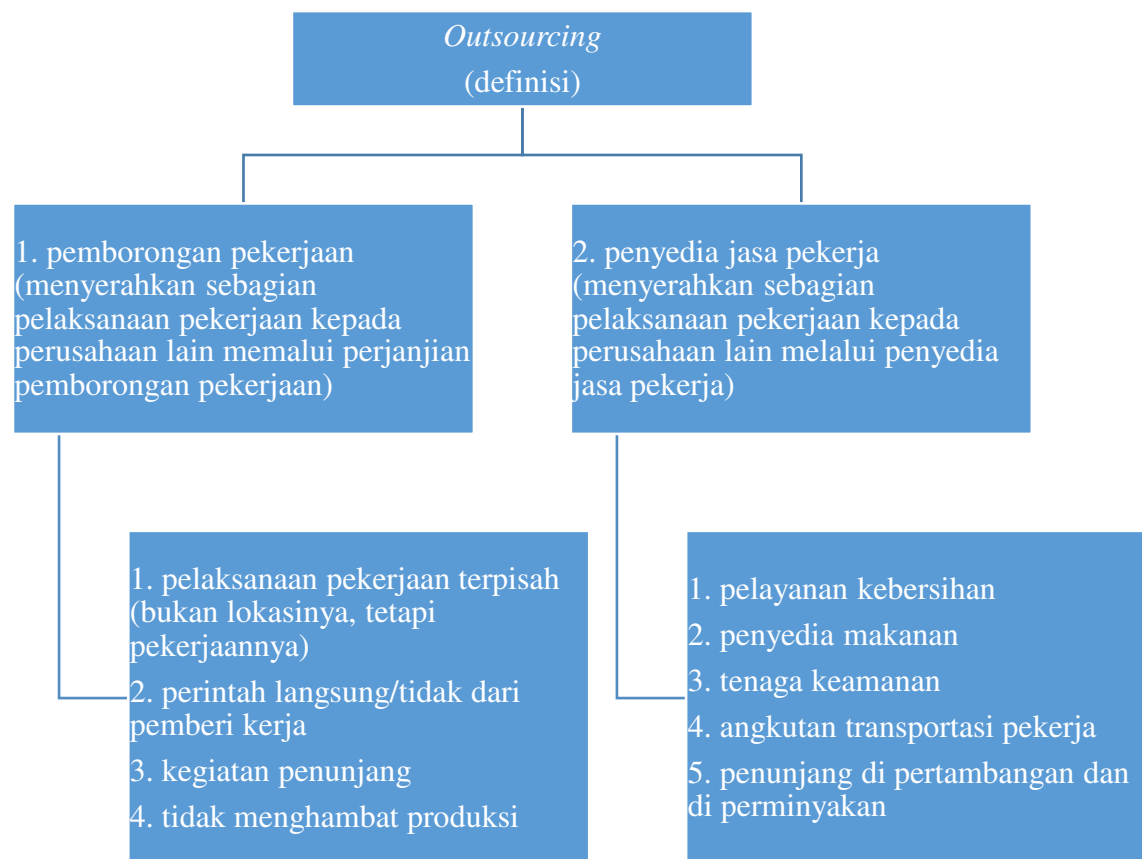 Outsourcing
(definisi)
1. pemborongan pekerjaan
(menyerahkan sebagian
pelaksanaan pekerjaan kepada
perusahaan lain memalui perjanjian
pemborongan pekerjaan)
2. penyedia jasa pekerja
(menyerahkan sebagian
pelaksanaan pekerjaan kepada
perusahaan lain melalui penyedia
jasa pekerja)
1. pelaksanaan pekerjaan terpisah
(bukan lokasinya, tetapi
pekerjaannya)
2. perintah langsung/tidak dari
pemberi kerja
3. kegiatan penunjang
4. tidak menghambat produksi
1. pelayanan kebersihan
2. penyedia makanan
3. tenaga keamanan
4. angkutan transportasi pekerja
5. penunjang di pertambangan dan
di perminyakan